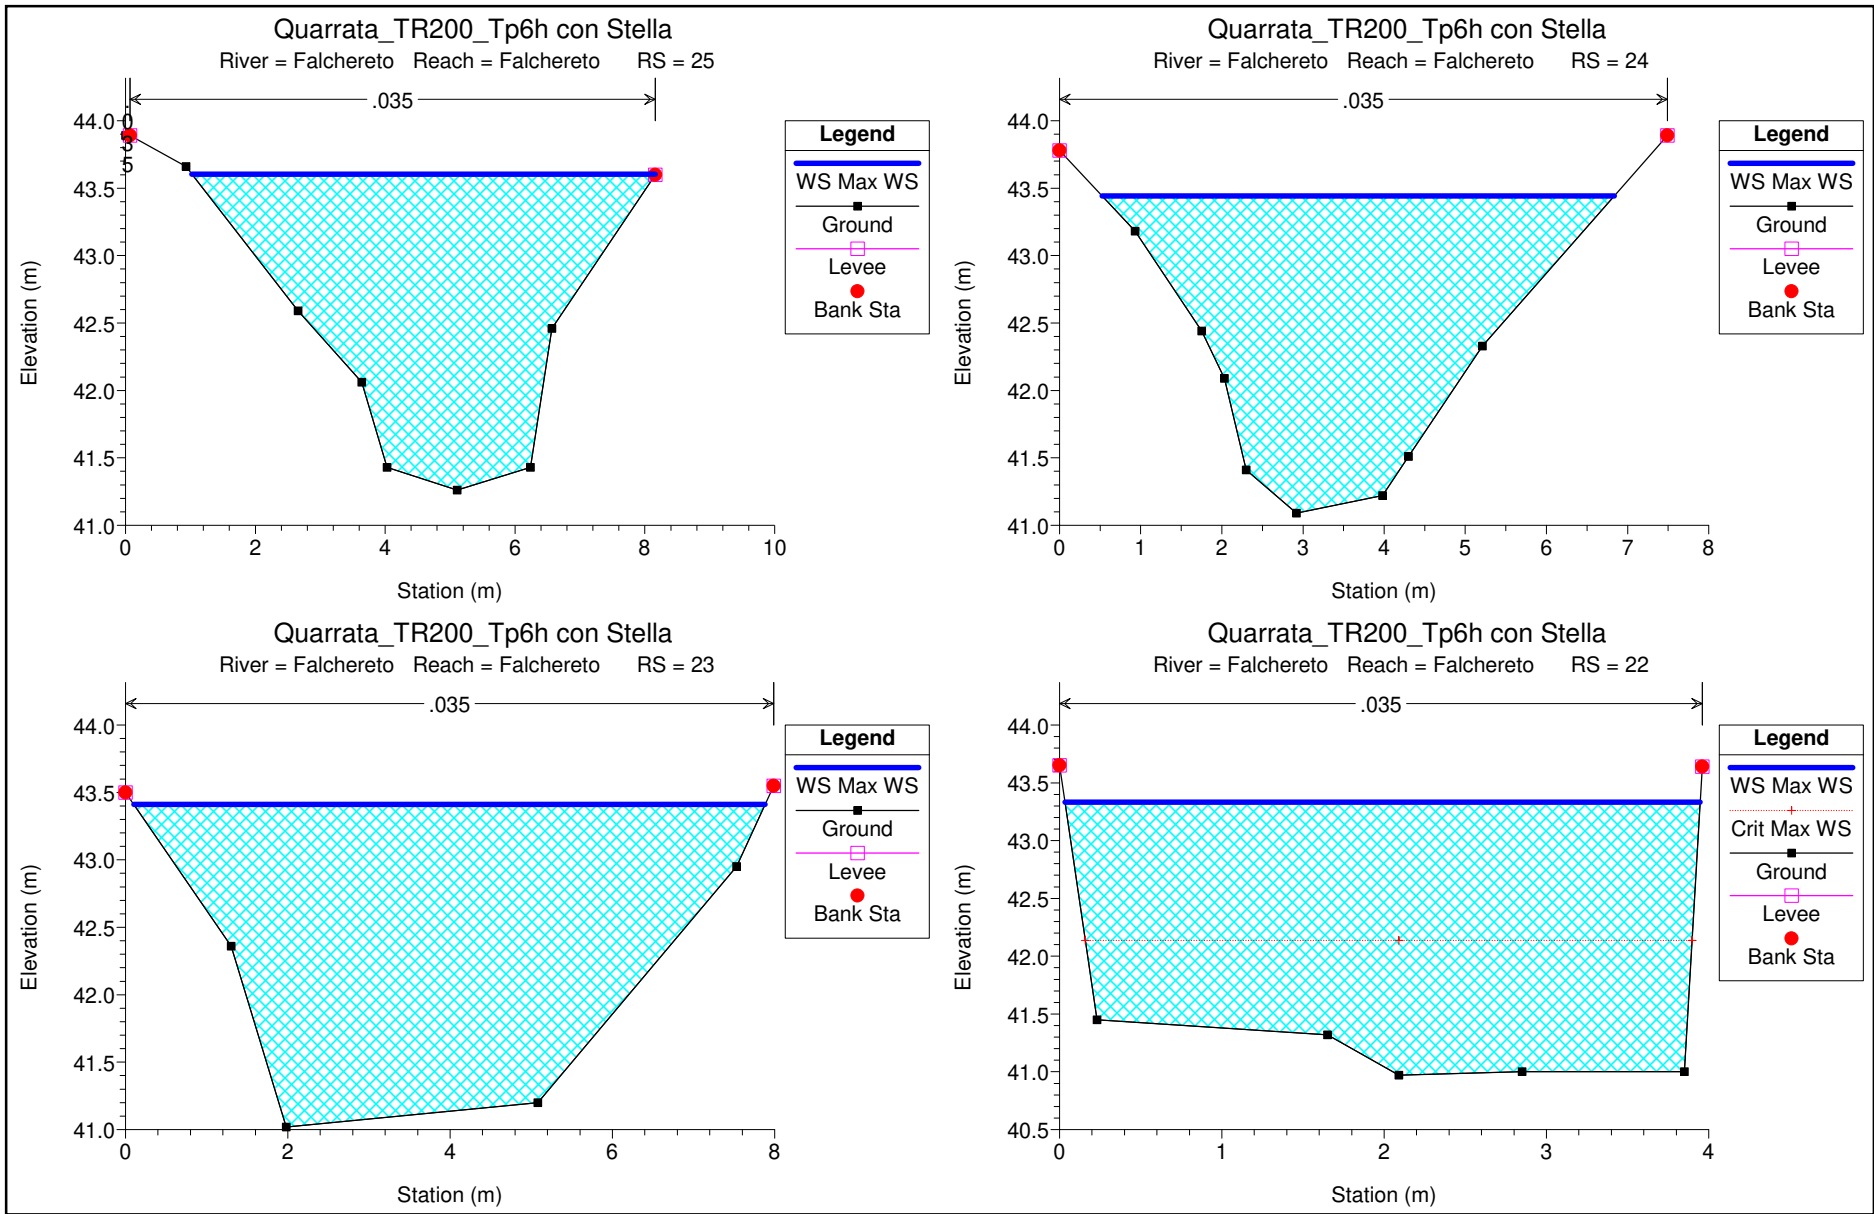 Quarrata_TR200_Tp6h con Stella
River = Falchereto Reach = Falchereto RS = 25
.035
.035
44.0
43.5
43.0
42.5
42.0
41.5
41.0
0 2 4 6 8 10
Elevation (m)
Station (m)
Legend
WS Max WS
Ground
Levee
Bank Sta
Quarrata_TR200_Tp6h con Stella
River = Falchereto Reach = Falchereto RS = 24
.035
44.0
43.5
43.0
42.5
42.0
41.5
41.0
0 1 2 3 4 5 6 7 8
Elevation (m)
Station (m)
Legend
WS Max WS
Ground
Levee
Bank Sta
Quarrata_TR200_Tp6h con Stella
River = Falchereto Reach = Falchereto RS = 23
.035
44.0
43.5
43.0
42.5
42.0
41.5
41.0
0 2 4 6 8
Elevation (m)
Station (m)
Legend
WS Max WS
Ground
Levee
Bank Sta
Quarrata_TR200_Tp6h con Stella
River = Falchereto Reach = Falchereto RS = 22
.035
44.0
43.5
43.0
42.5
42.0
41.5
41.0
40.5
0 1 2 3 4
Elevation (m)
Station (m)
Legend
WS Max WS
Crit Max WS
Ground
Levee
Bank Sta